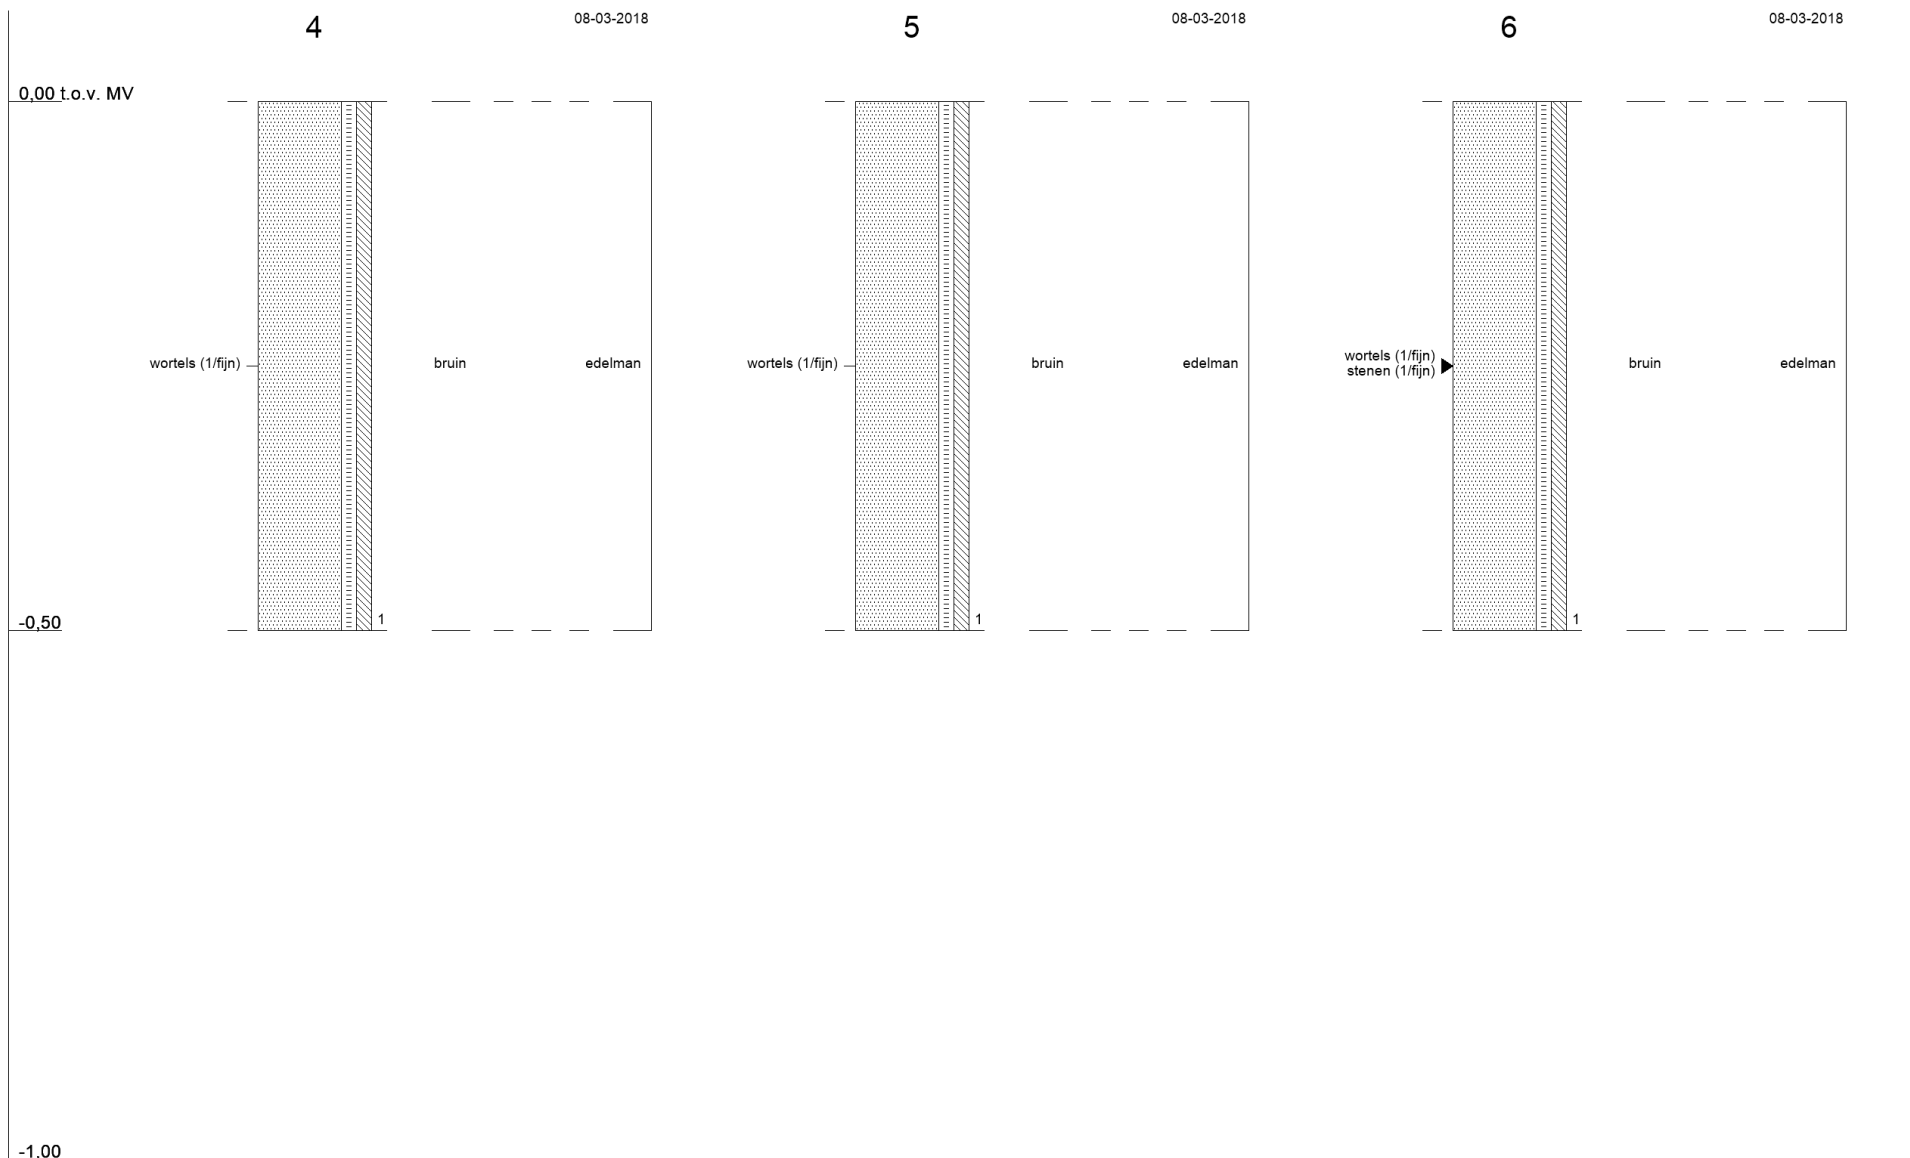 4 08-03-2018 5 08-03-2018 6 08-03-2018
0,00 t.o.v. MV
wortels (1/fijn) bruin edelman wortels (1/fijn) bruin edelman wortels (1/fijn) bruin edelman
stenen (1/fijn)
-0,50 1 1 1
-1,00